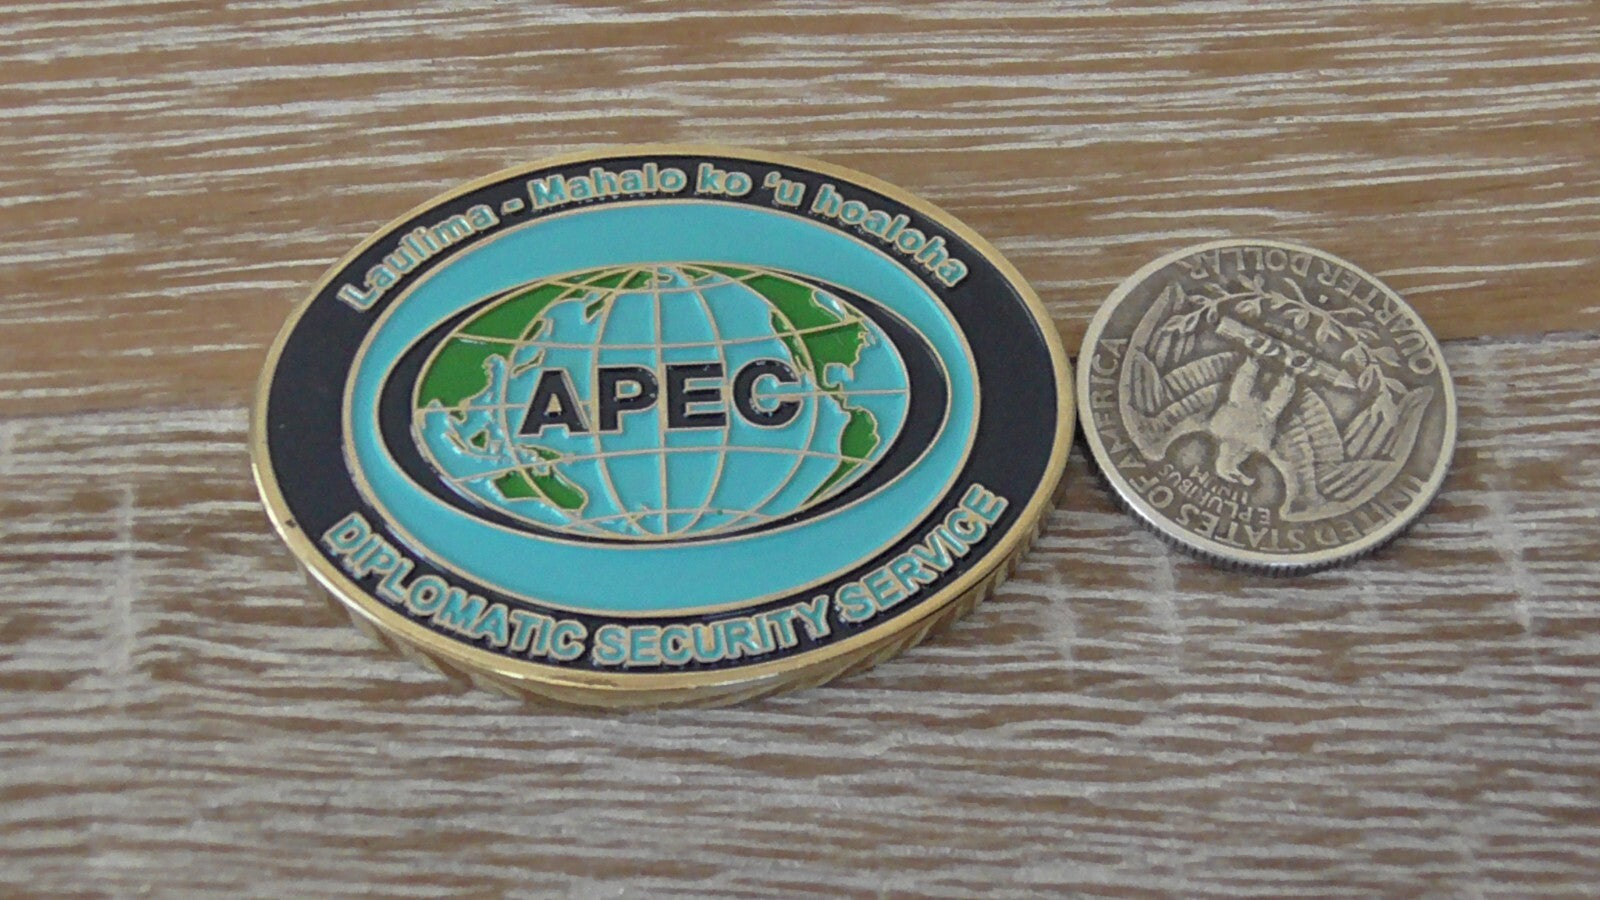 Laulima - Mahalo ko ‘u hoaloha
APEC
DIPLOMATIC SECURITY SERVICE
UNITED STATES OF AMERICA
E PLURIBUS
UNUM
QUARTER DOLLAR